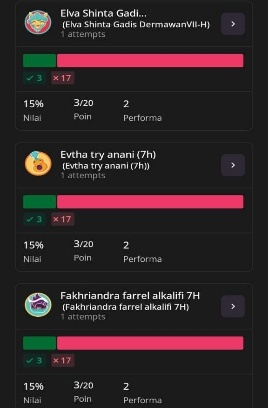 Elva Shinta Gadi...
(Elva Shinta Gadis DermawanVII-H)
1 attempts
✓ 3 × 17
15% 3/20 2
Nilai Poin Performa
Evtha try anani (7h)
(Evtha try anani (7h))
1 attempts
✓ 3 × 17
15% 3/20 2
Nilai Poin Performa
Fakhriandra farrel alkalifi 7H
(Fakhriandra farrel alkalifi 7H)
1 attempts
✓ 3 × 17
15% 3/20 2
Nilai Poin Performa